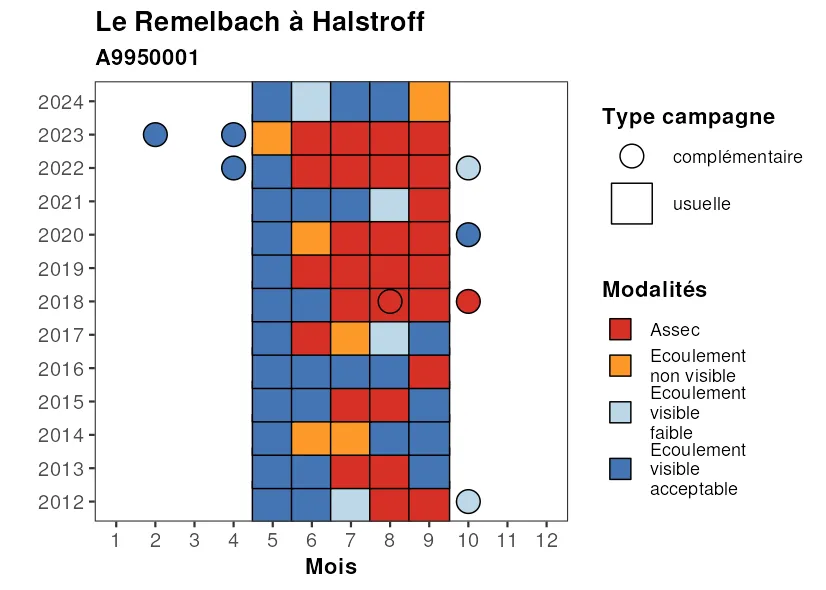 Le Remelbach à Halstroff
A9950001
2024
2023
2022
2021
2020
2019
2018
2017
2016
2015
2014
2013
2012
1 2 3 4 5 6 7 8 9 10 11 12
Mois
Type campagne
complémentaire
usuelle
Modalités
Assec
Ecoulement
non visible
Ecoulement
visible
faible
Ecoulement
visible
acceptable